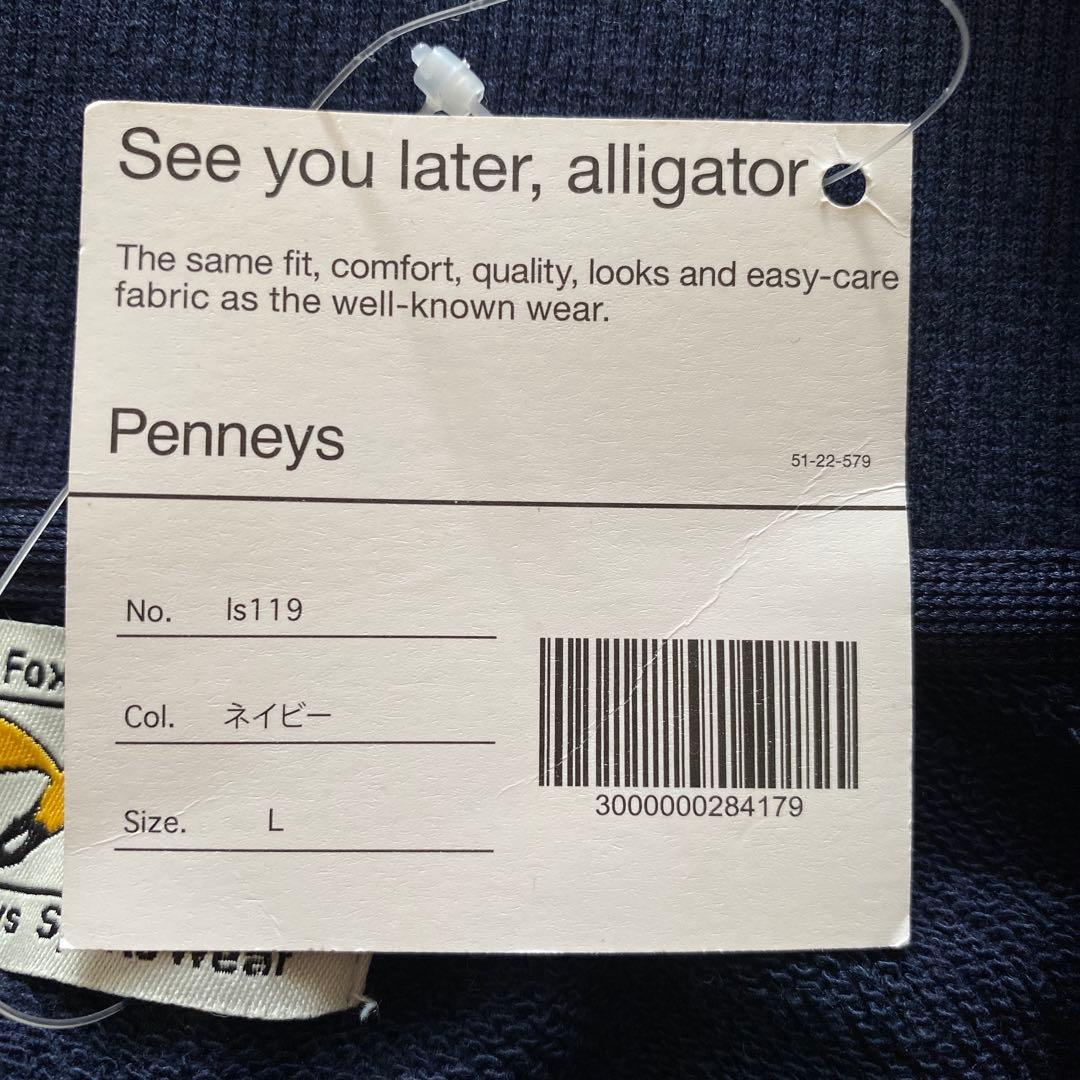 See you later, alligator
The same fit, comfort, quality, looks and easy-care
fabric as the well-known wear.
Penneys
51-22-579
No. ls119
Col. ネイビー
Size. L
3000000284179
Fox